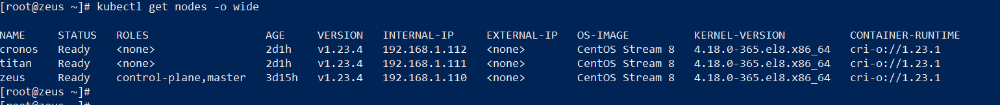 [root@zeus ~]# kubectl get nodes -o wide
NAME STATUS ROLES AGE VERSION INTERNAL-IP EXTERNAL-IP OS-IMAGE KERNEL-VERSION CONTAINER-RUNTIME
cronos Ready <none> 2d1h v1.23.4 192.168.1.112 <none> CentOS Stream 8 4.18.0-365.el8.x86_64 cri-o://1.23.1
titan Ready <none> 2d1h v1.23.4 192.168.1.111 <none> CentOS Stream 8 4.18.0-365.el8.x86_64 cri-o://1.23.1
zeus Ready control-plane,master 3d15h v1.23.4 192.168.1.110 <none> CentOS Stream 8 4.18.0-365.el8.x86_64 cri-o://1.23.1
[root@zeus ~]#
[root@zeus ~]#